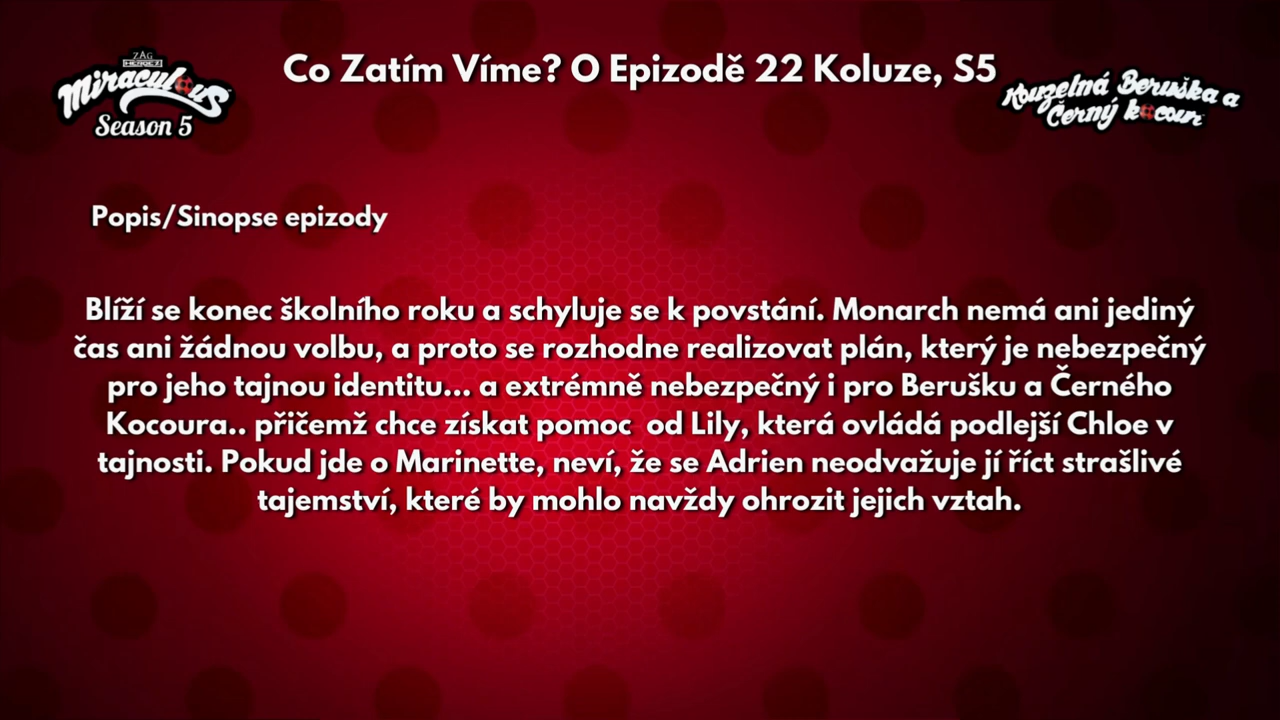 ZAG
HEROEZ
Miraculous
Season 5
Co Zatím Víme? O Epizodě 22 Koluze, S5
Kouzelná Beruška a
Černý kocour
Popis/Sinopse epizody
Blíží se konec školního roku a schyluje se k povstání. Monarch nemá ani jediný
čas ani žádnou volbu, a proto se rozhodne realizovat plán, který je nebezpečný
pro jeho tajnou identitu... a extrémně nebezpečný i pro Berušku a Černého
Kocoura.. přičemž chce získat pomoc od Lily, která ovládá podlejší Chloe v
tajnosti. Pokud jde o Marinette, neví, že se Adrien neodvažuje jí říct strašlivé
tajemství, které by mohlo navždy ohrozit jejich vztah.